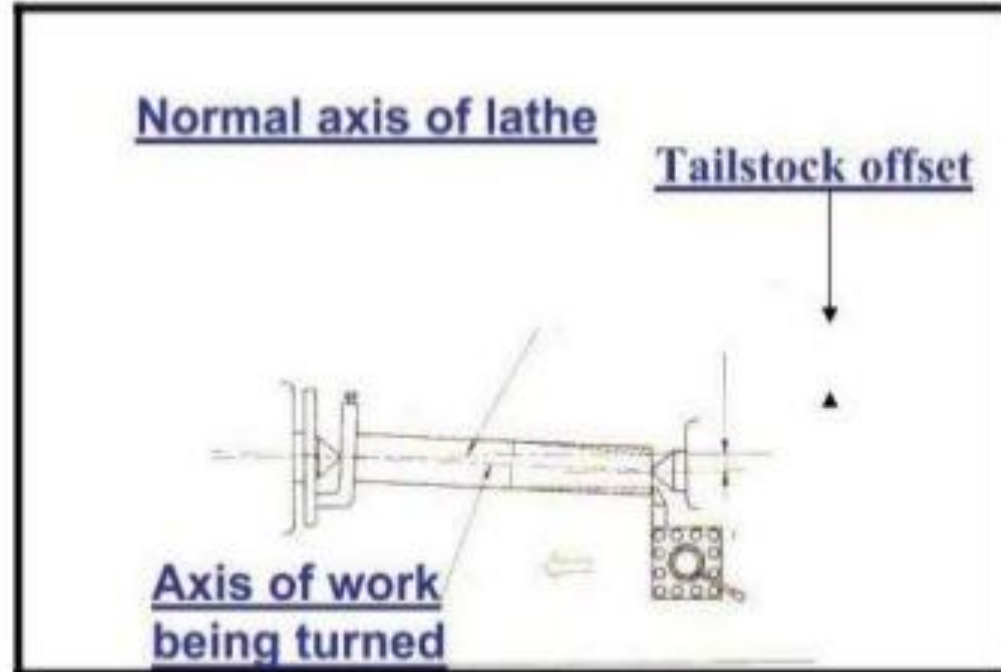 Normal axis of lathe
Tailstock offset
Axis of work
being turned